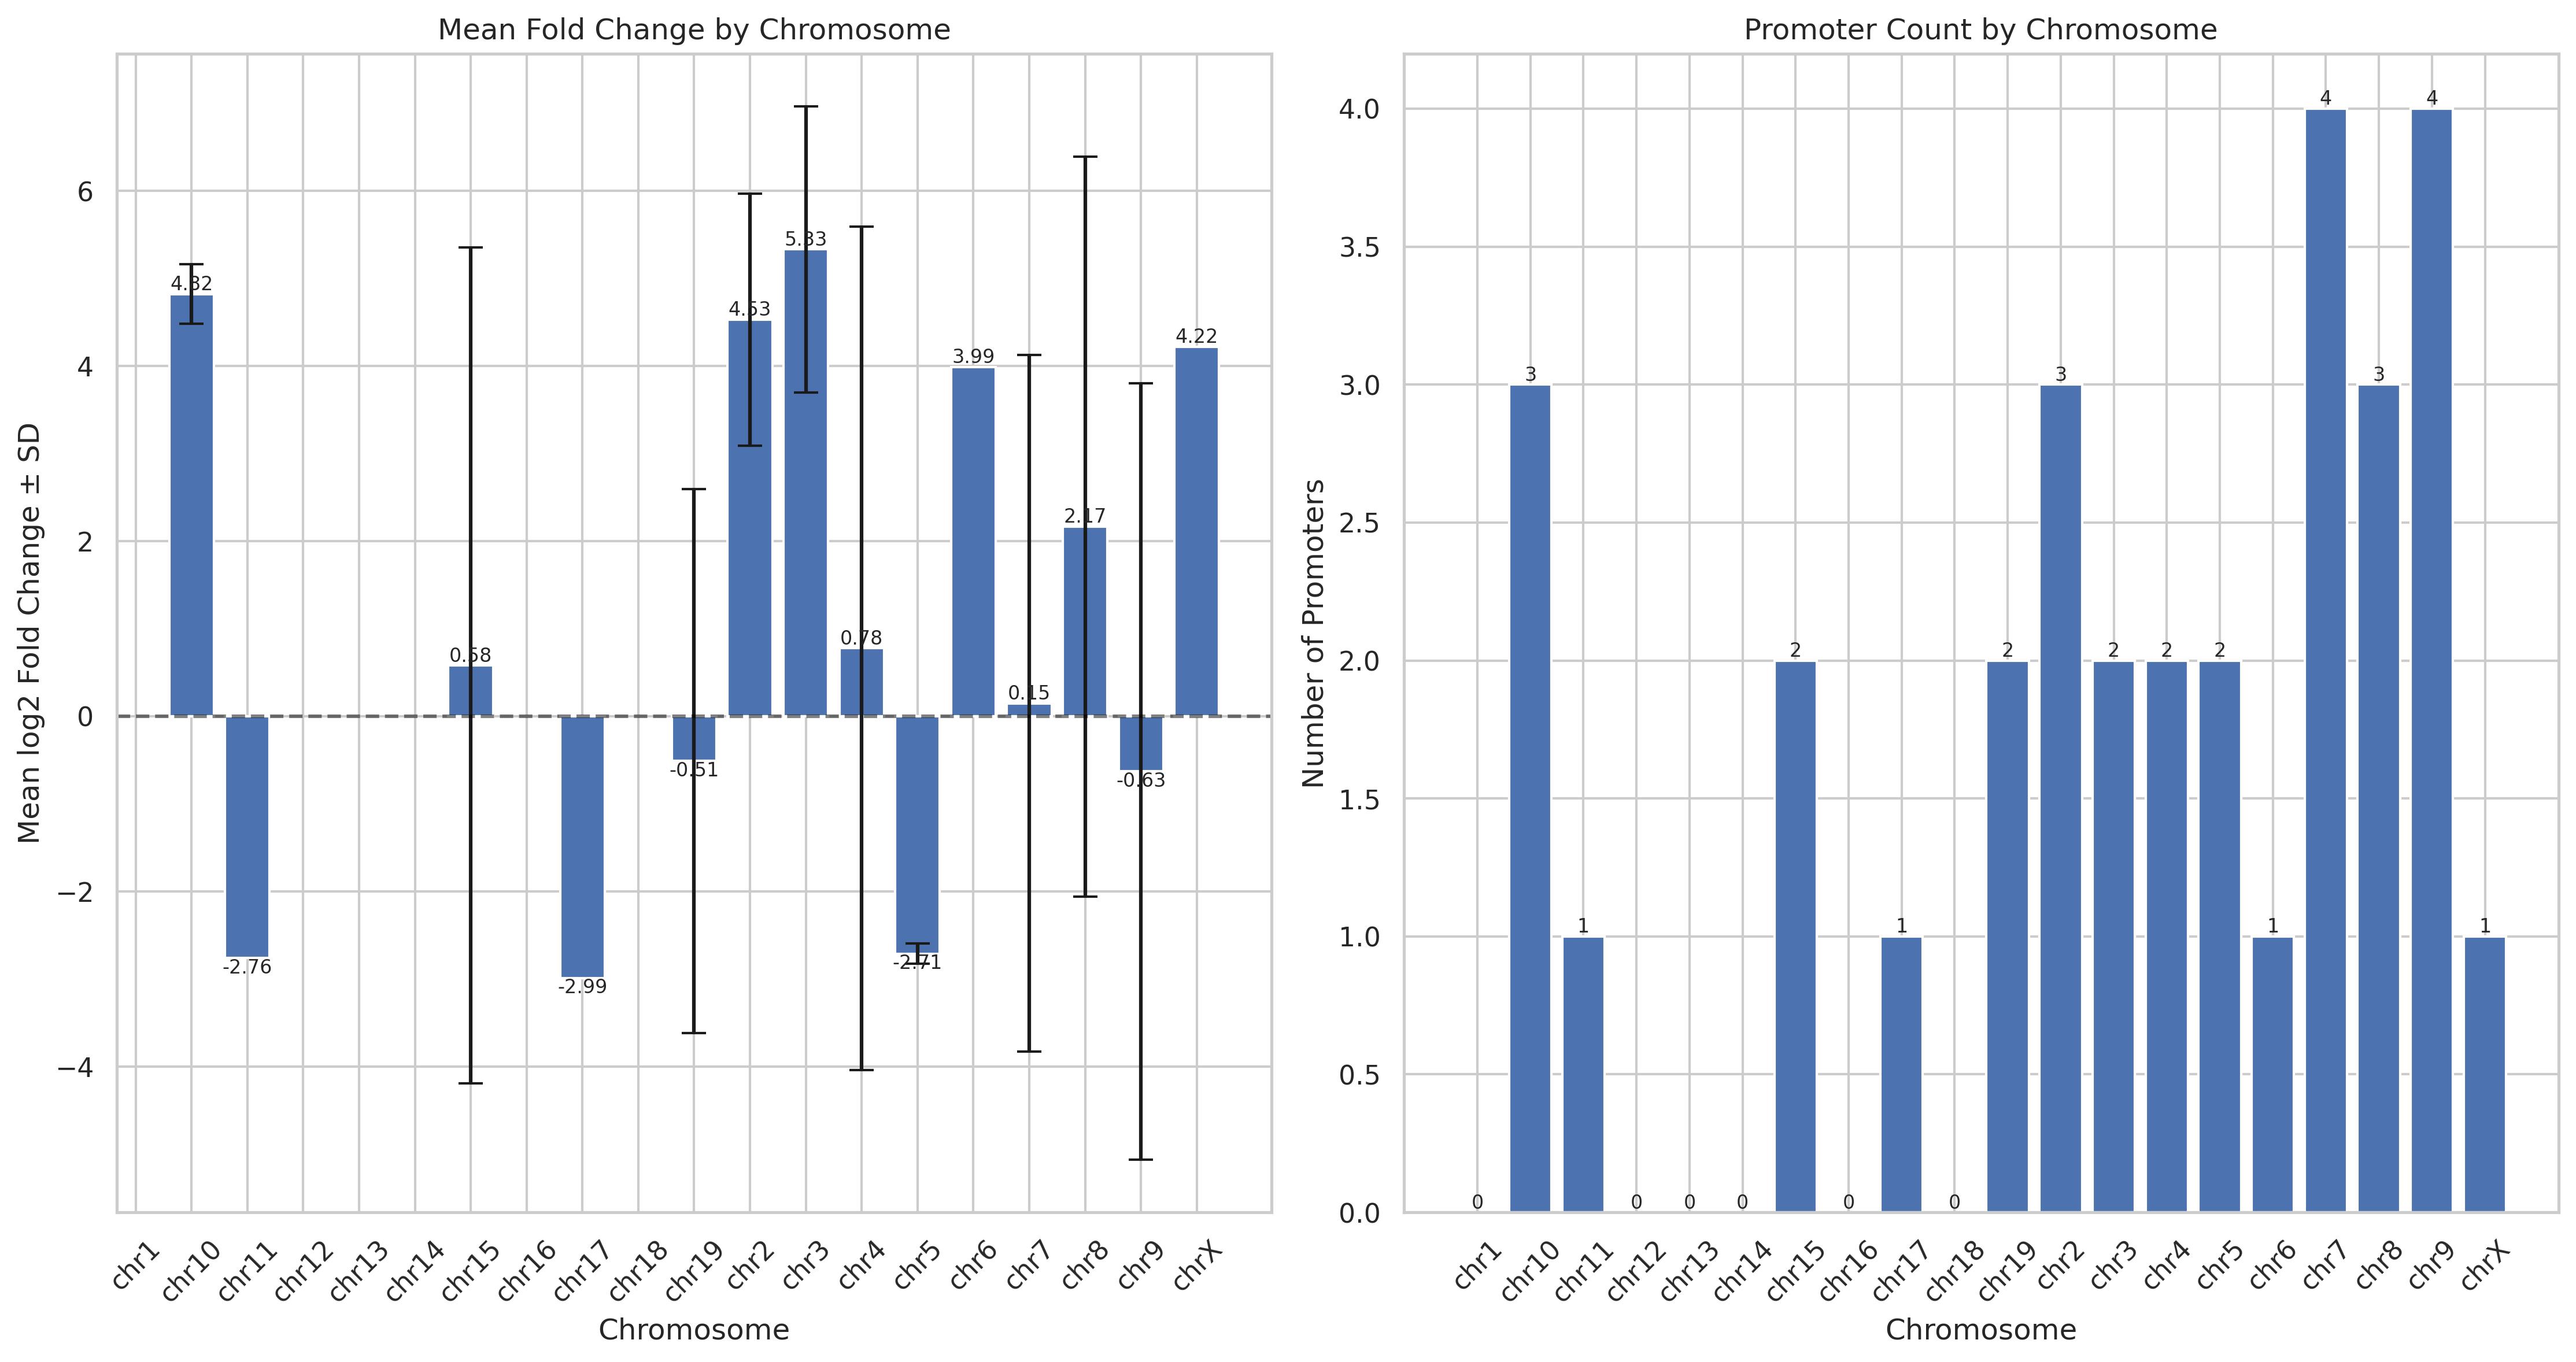 Mean Fold Change by Chromosome
Mean log2 Fold Change ± SD
6
4
2
0
−2
−4
4.82
-2.76
0.58
-2.99
-0.51
4.53
5.33
0.78
-2.71
3.99
0.15
2.17
-0.63
4.22
chr1
chr10
chr11
chr12
chr13
chr14
chr15
chr16
chr17
chr18
chr19
chr2
chr3
chr4
chr5
chr6
chr7
chr8
chr9
chrX
Chromosome
Promoter Count by Chromosome
Number of Promoters
4.0
3.5
3.0
2.5
2.0
1.5
1.0
0.5
0.0
0
3
1
0
0
0
2
0
1
0
2
3
2
2
2
1
4
3
4
1
chr1
chr10
chr11
chr12
chr13
chr14
chr15
chr16
chr17
chr18
chr19
chr2
chr3
chr4
chr5
chr6
chr7
chr8
chr9
chrX
Chromosome